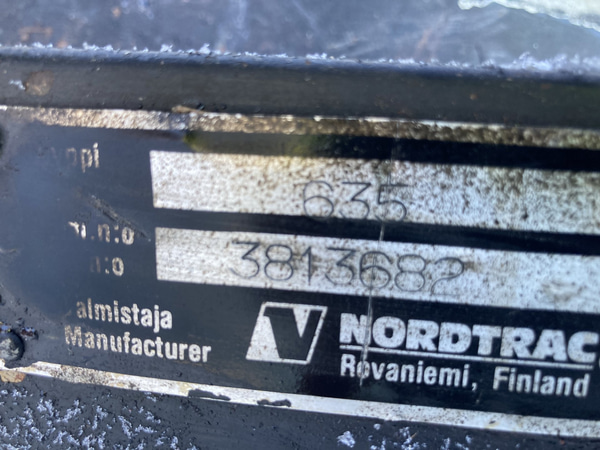 635
3813682
almistaja
Manufacturer
NORDTRAC
Rovaniemi, Finland